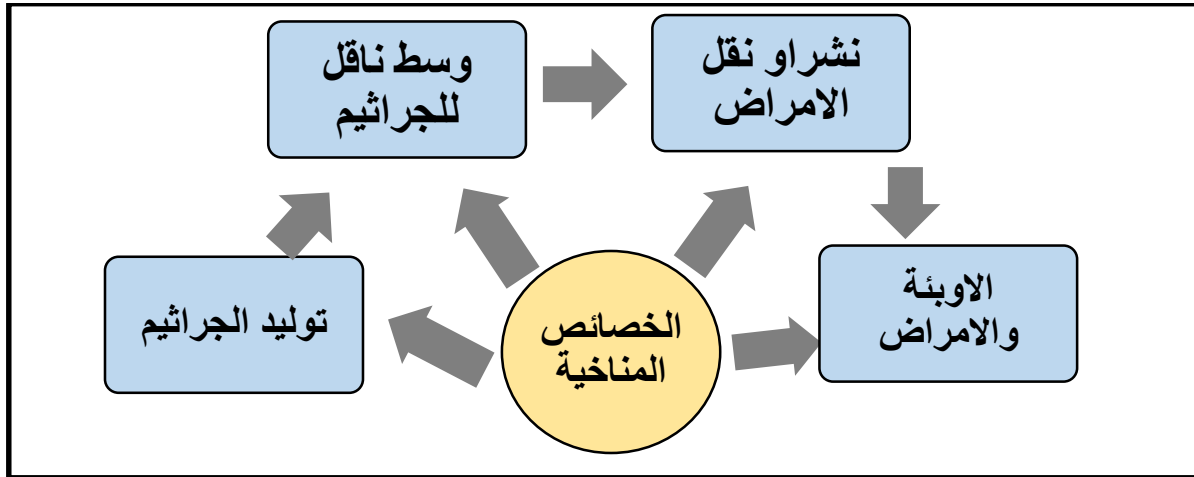 نشراو نقل
الامراض
وسط ناقل
للجراثيم
الاوبئة
والامراض
الخصائص
المناخية
توليد الجراثيم